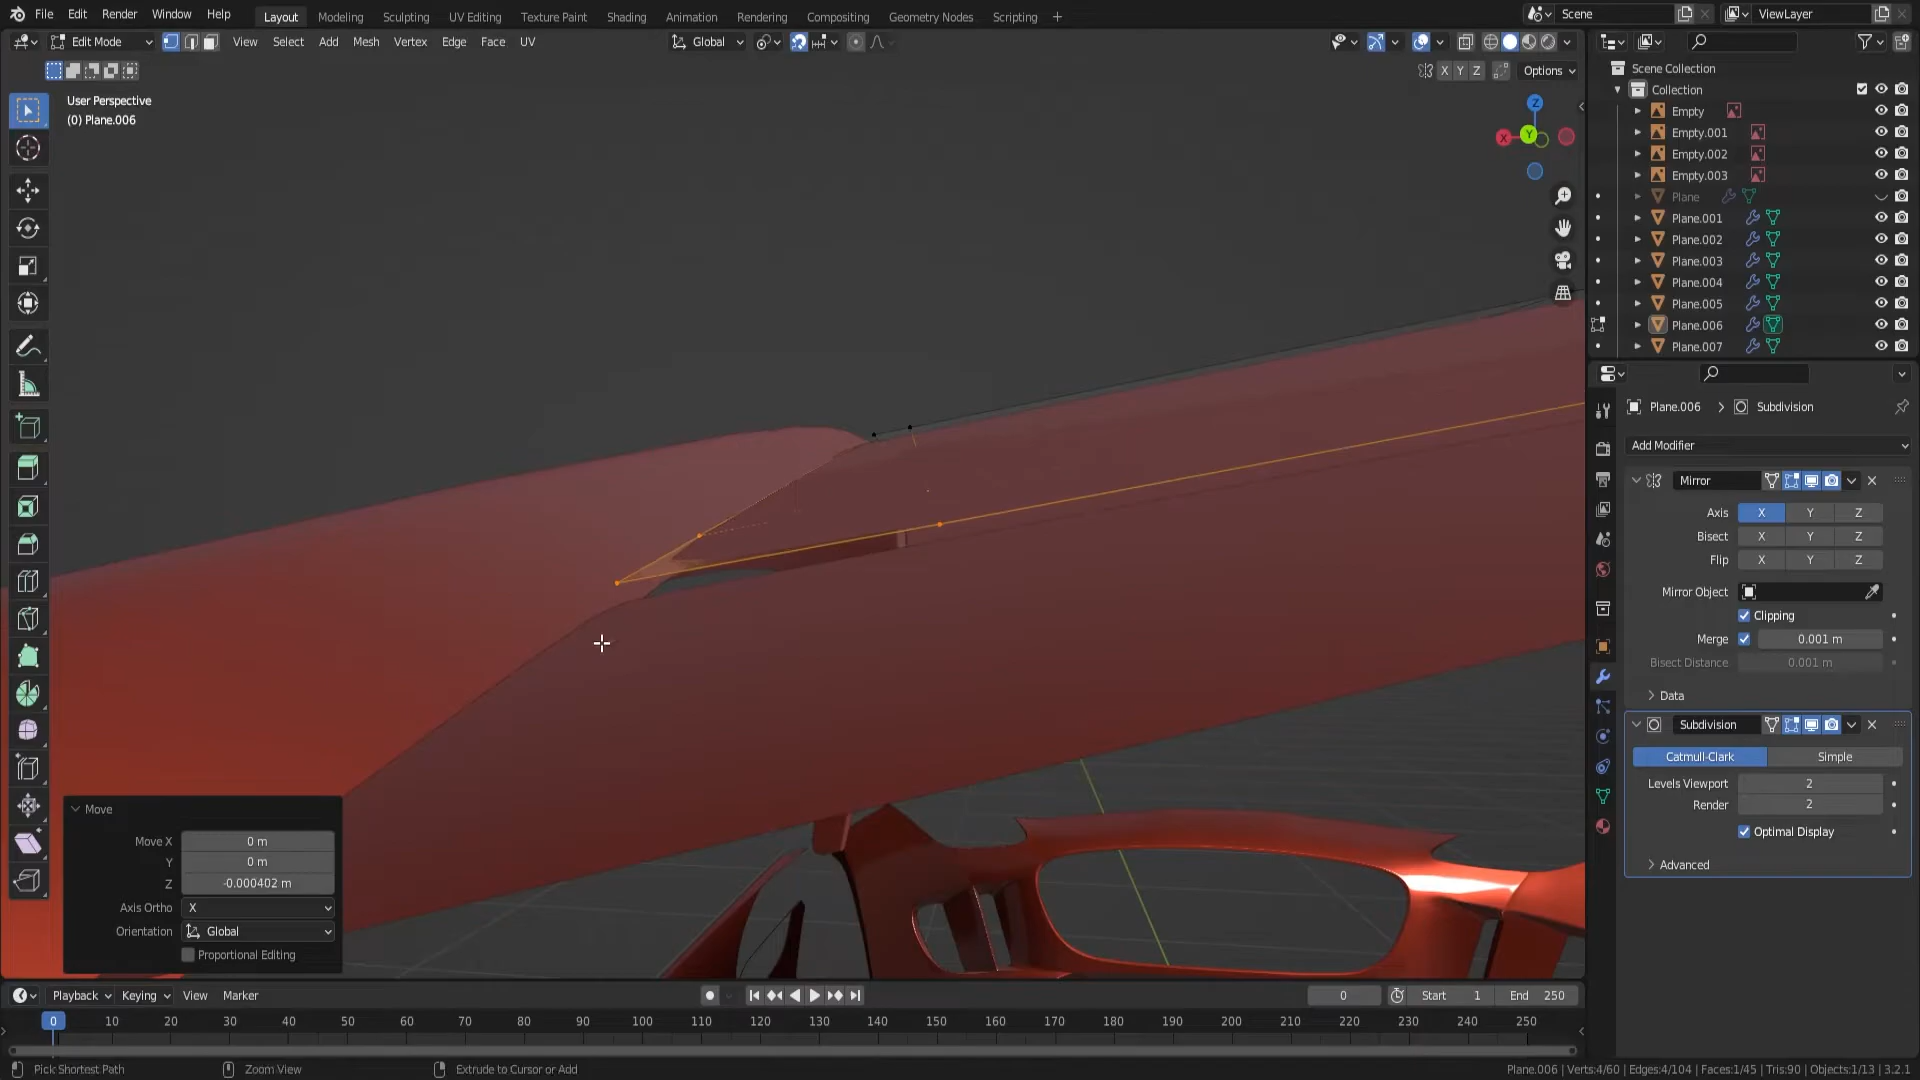 File Edit Render Window Help Layout Modeling Sculpting UV Editing Texture Paint Shading Animation Rendering Compositing Geometry Nodes Scripting + Scene ViewLayer
Edit Mode View Select Add Mesh Vertex Edge Face UV Global
X Y Z Options
User Perspective
(0) Plane.006
Z
X Y
Scene Collection
Collection
Empty
Empty.001
Empty.002
Empty.003
Plane
Plane.001
Plane.002
Plane.003
Plane.004
Plane.005
Plane.006
Plane.007
Plane.006 Subdivision
Add Modifier
Mirror
Axis X Y Z
Bisect X Y Z
Flip X Y Z
Mirror Object
Clipping
Merge 0.001 m
Bisect Distance 0.001 m
Data
Subdivision
Catmull-Clark Simple
Levels Viewport 2
Render 2
Optimal Display
Advanced
Move
Move X 0 m
Y 0 m
Z -0.000402 m
Axis Ortho X
Orientation Global
Proportional Editing
Playback Keying View Marker 0 Start 1 End 250
0 10 20 30 40 50 60 70 80 90 100 110 120 130 140 150 160 170 180 190 200 210 220 230 240 250
Pick Shortest Path Zoom View Extrude to Cursor or Add Plane.006 | Verts:4/60 | Edges:4/104 | Faces:1/45 | Tris:90 | Objects:1/13 | 3.2.1